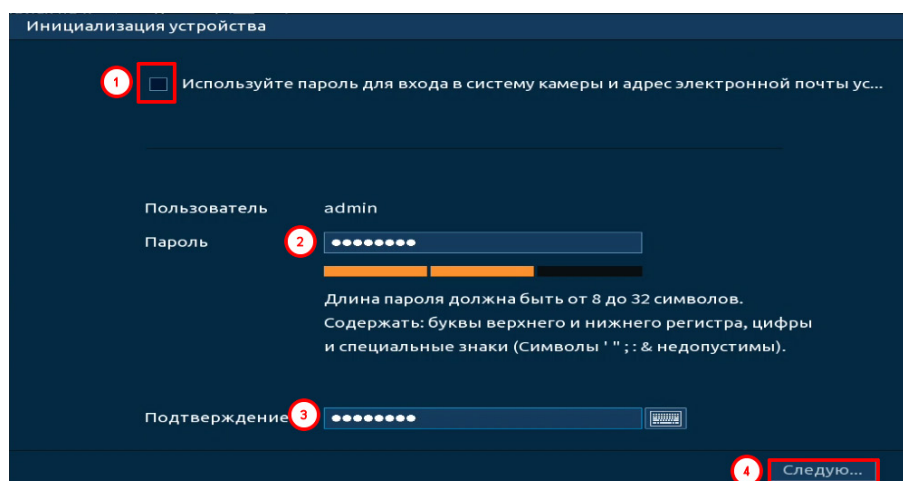 Инициализация устройства
1 Используйте пароль для входа в систему камеры и адрес электронной почты ус...
Пользователь admin
Пароль 2 ●●●●●●●●
Длина пароля должна быть от 8 до 32 символов.
Содержать: буквы верхнего и нижнего регистра, цифры
и специальные знаки (Символы ' " ; : & недопустимы).
Подтверждение 3 ●●●●●●●●
4 Следую...